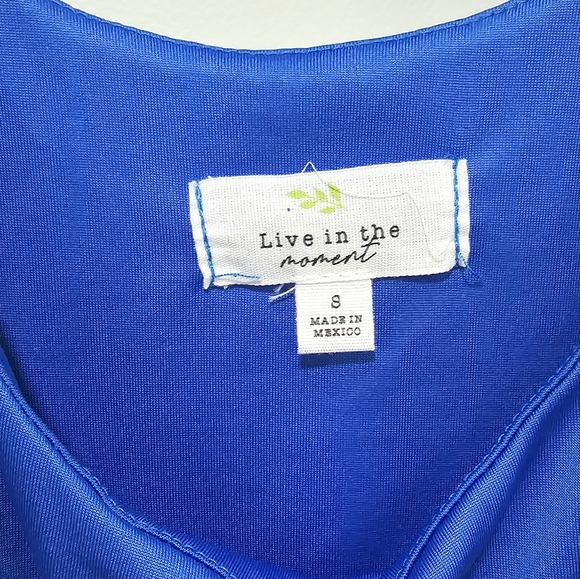 Live in the
moment
S
MADE IN
MEXICO